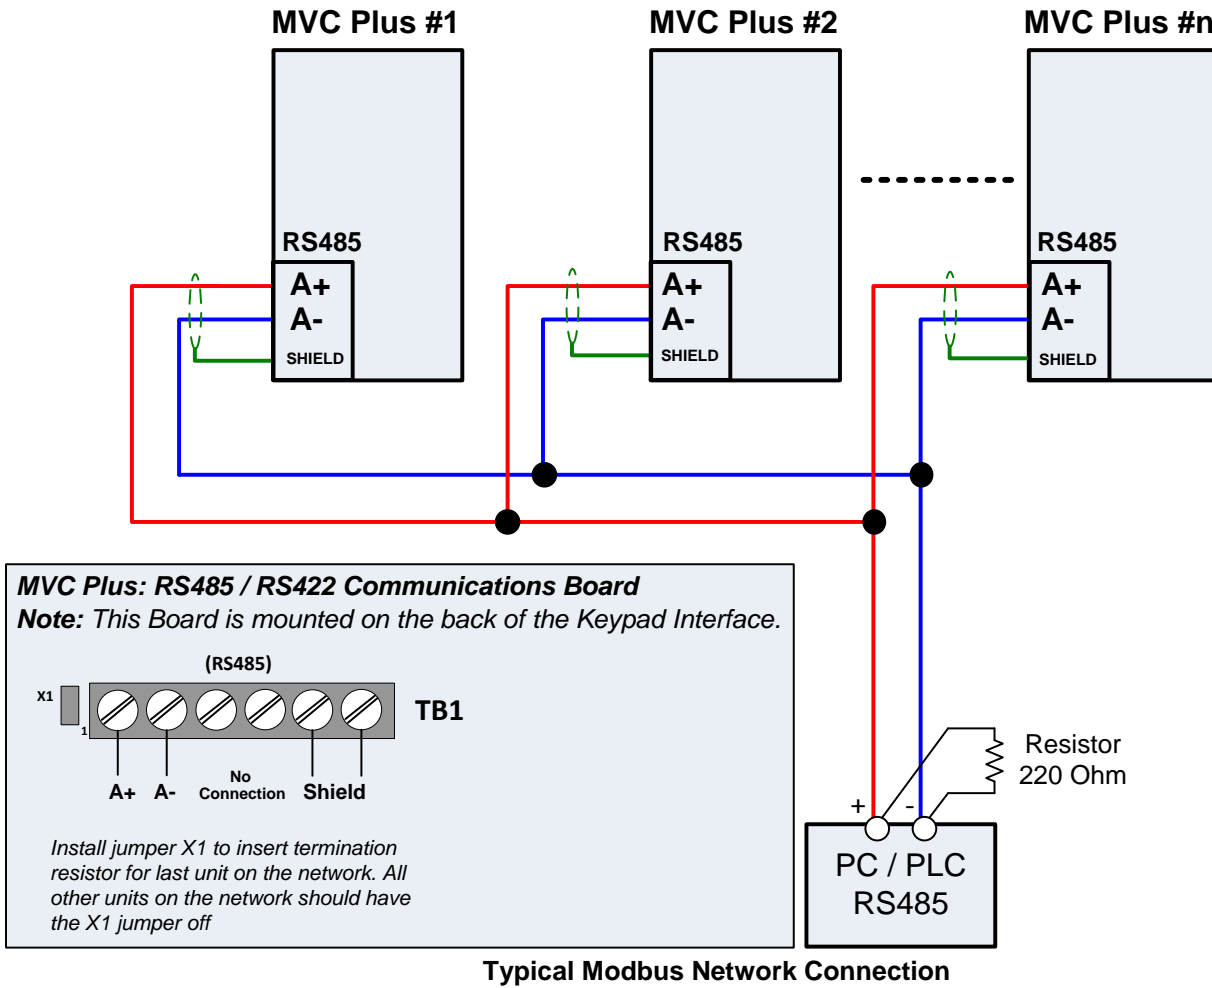 MVC Plus #1
MVC Plus #2
MVC Plus #n
RS485
A+
A-
SHIELD
RS485
A+
A-
SHIELD
RS485
A+
A-
SHIELD
MVC Plus: RS485 / RS422 Communications Board
Note: This Board is mounted on the back of the Keypad Interface.
(RS485)
X1
1
TB1
A+
A-
No
Connection
Shield
Install jumper X1 to insert termination
resistor for last unit on the network. All
other units on the network should have
the X1 jumper off
Resistor
220 Ohm
+
-
PC / PLC
RS485
Typical Modbus Network Connection